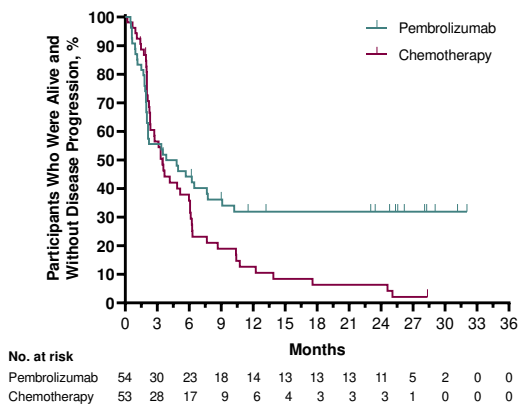 Participants Who Were Alive and
Without Disease Progression, %
100
90
80
70
60
50
40
30
20
10
0
Pembrolizumab
Chemotherapy
0 3 6 9 12 15 18 21 24 27 30 33 36
Months
No. at risk
Pembrolizumab 54 30 23 18 14 13 13 13 11 5 2 0 0
Chemotherapy 53 28 17 9 6 4 3 3 3 1 0 0 0